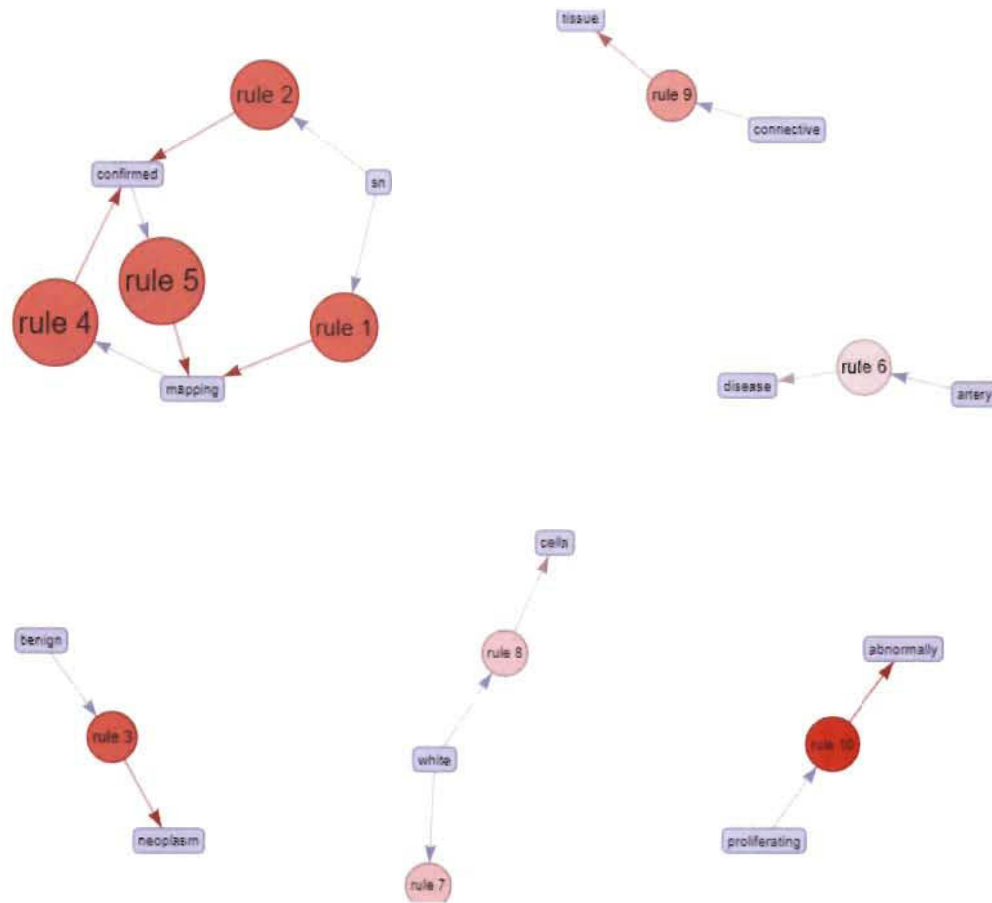 tissue
rule 2
rule 9
connective
confirmed
sn
rule 5
rule 4
rule 1
mapping
disease
rule 6
artery
cells
benign
rule 8
abnormally
rule 3
rule 10
white
neoplasm
proliferating
rule 7